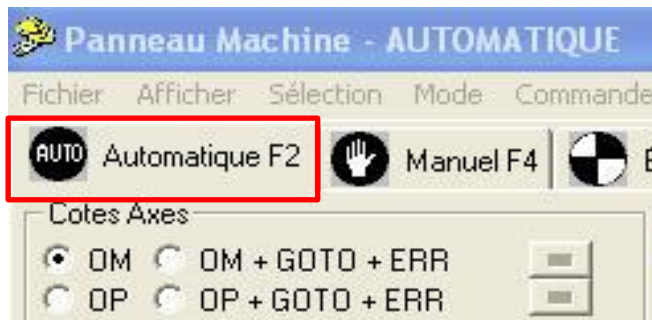 Panneau Machine - AUTOMATIQUE
Fichier Afficher Sélection Mode Commande
AUTO Automatique F2 Manuel F4 É
Cotes Axes
OM OM + GOTO + ERR
OP OP + GOTO + ERR